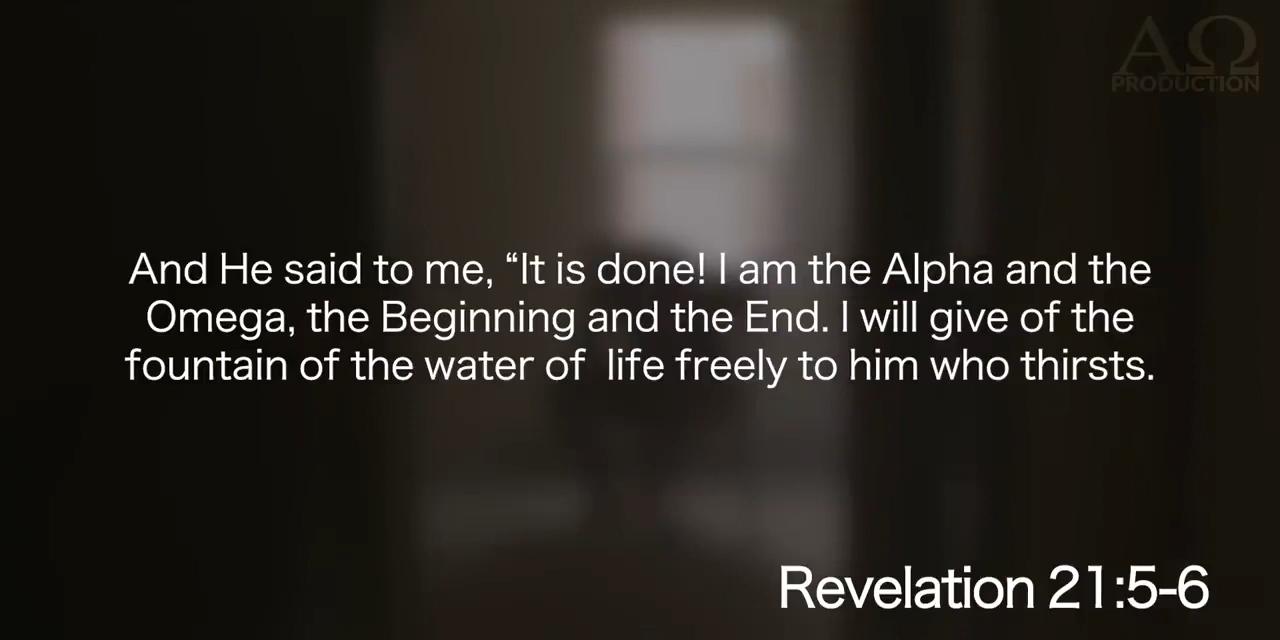 ΑΩ
PRODUCTION
And He said to me, “It is done! I am the Alpha and the
Omega, the Beginning and the End. I will give of the
fountain of the water of  life freely to him who thirsts.
Revelation 21:5-6